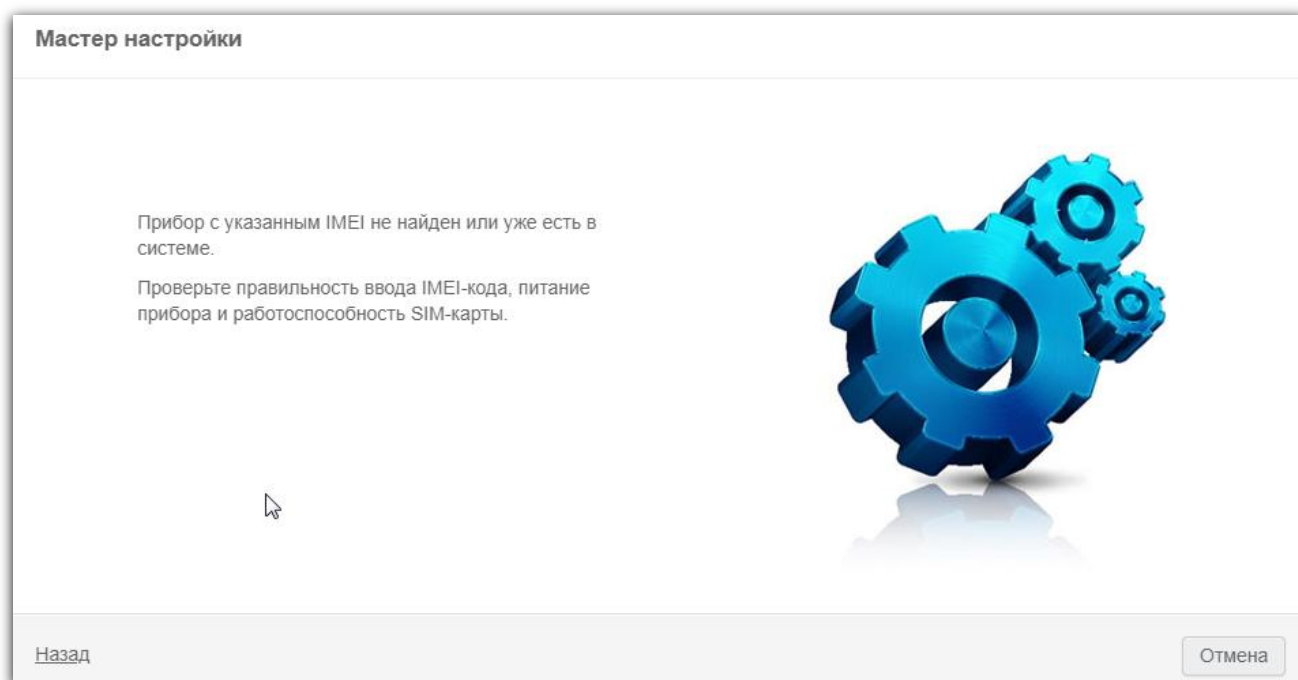 Мастер настройки
Прибор с указанным IMEI не найден или уже есть в
системе.
Проверьте правильность ввода IMEI-кода, питание
прибора и работоспособность SIM-карты.
Назад
Отмена